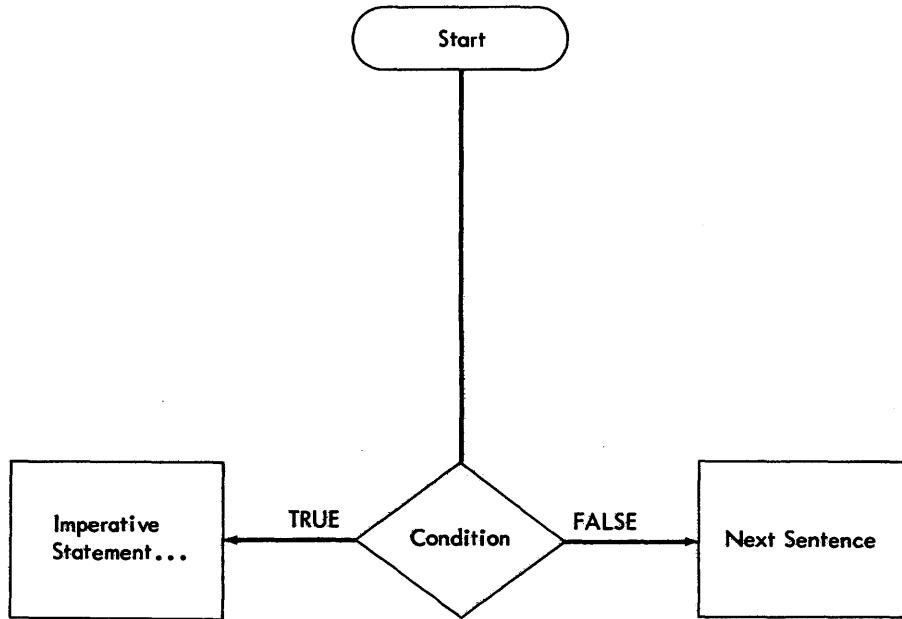 Start
TRUE
FALSE
Imperative
Statement...
Condition
Next Sentence